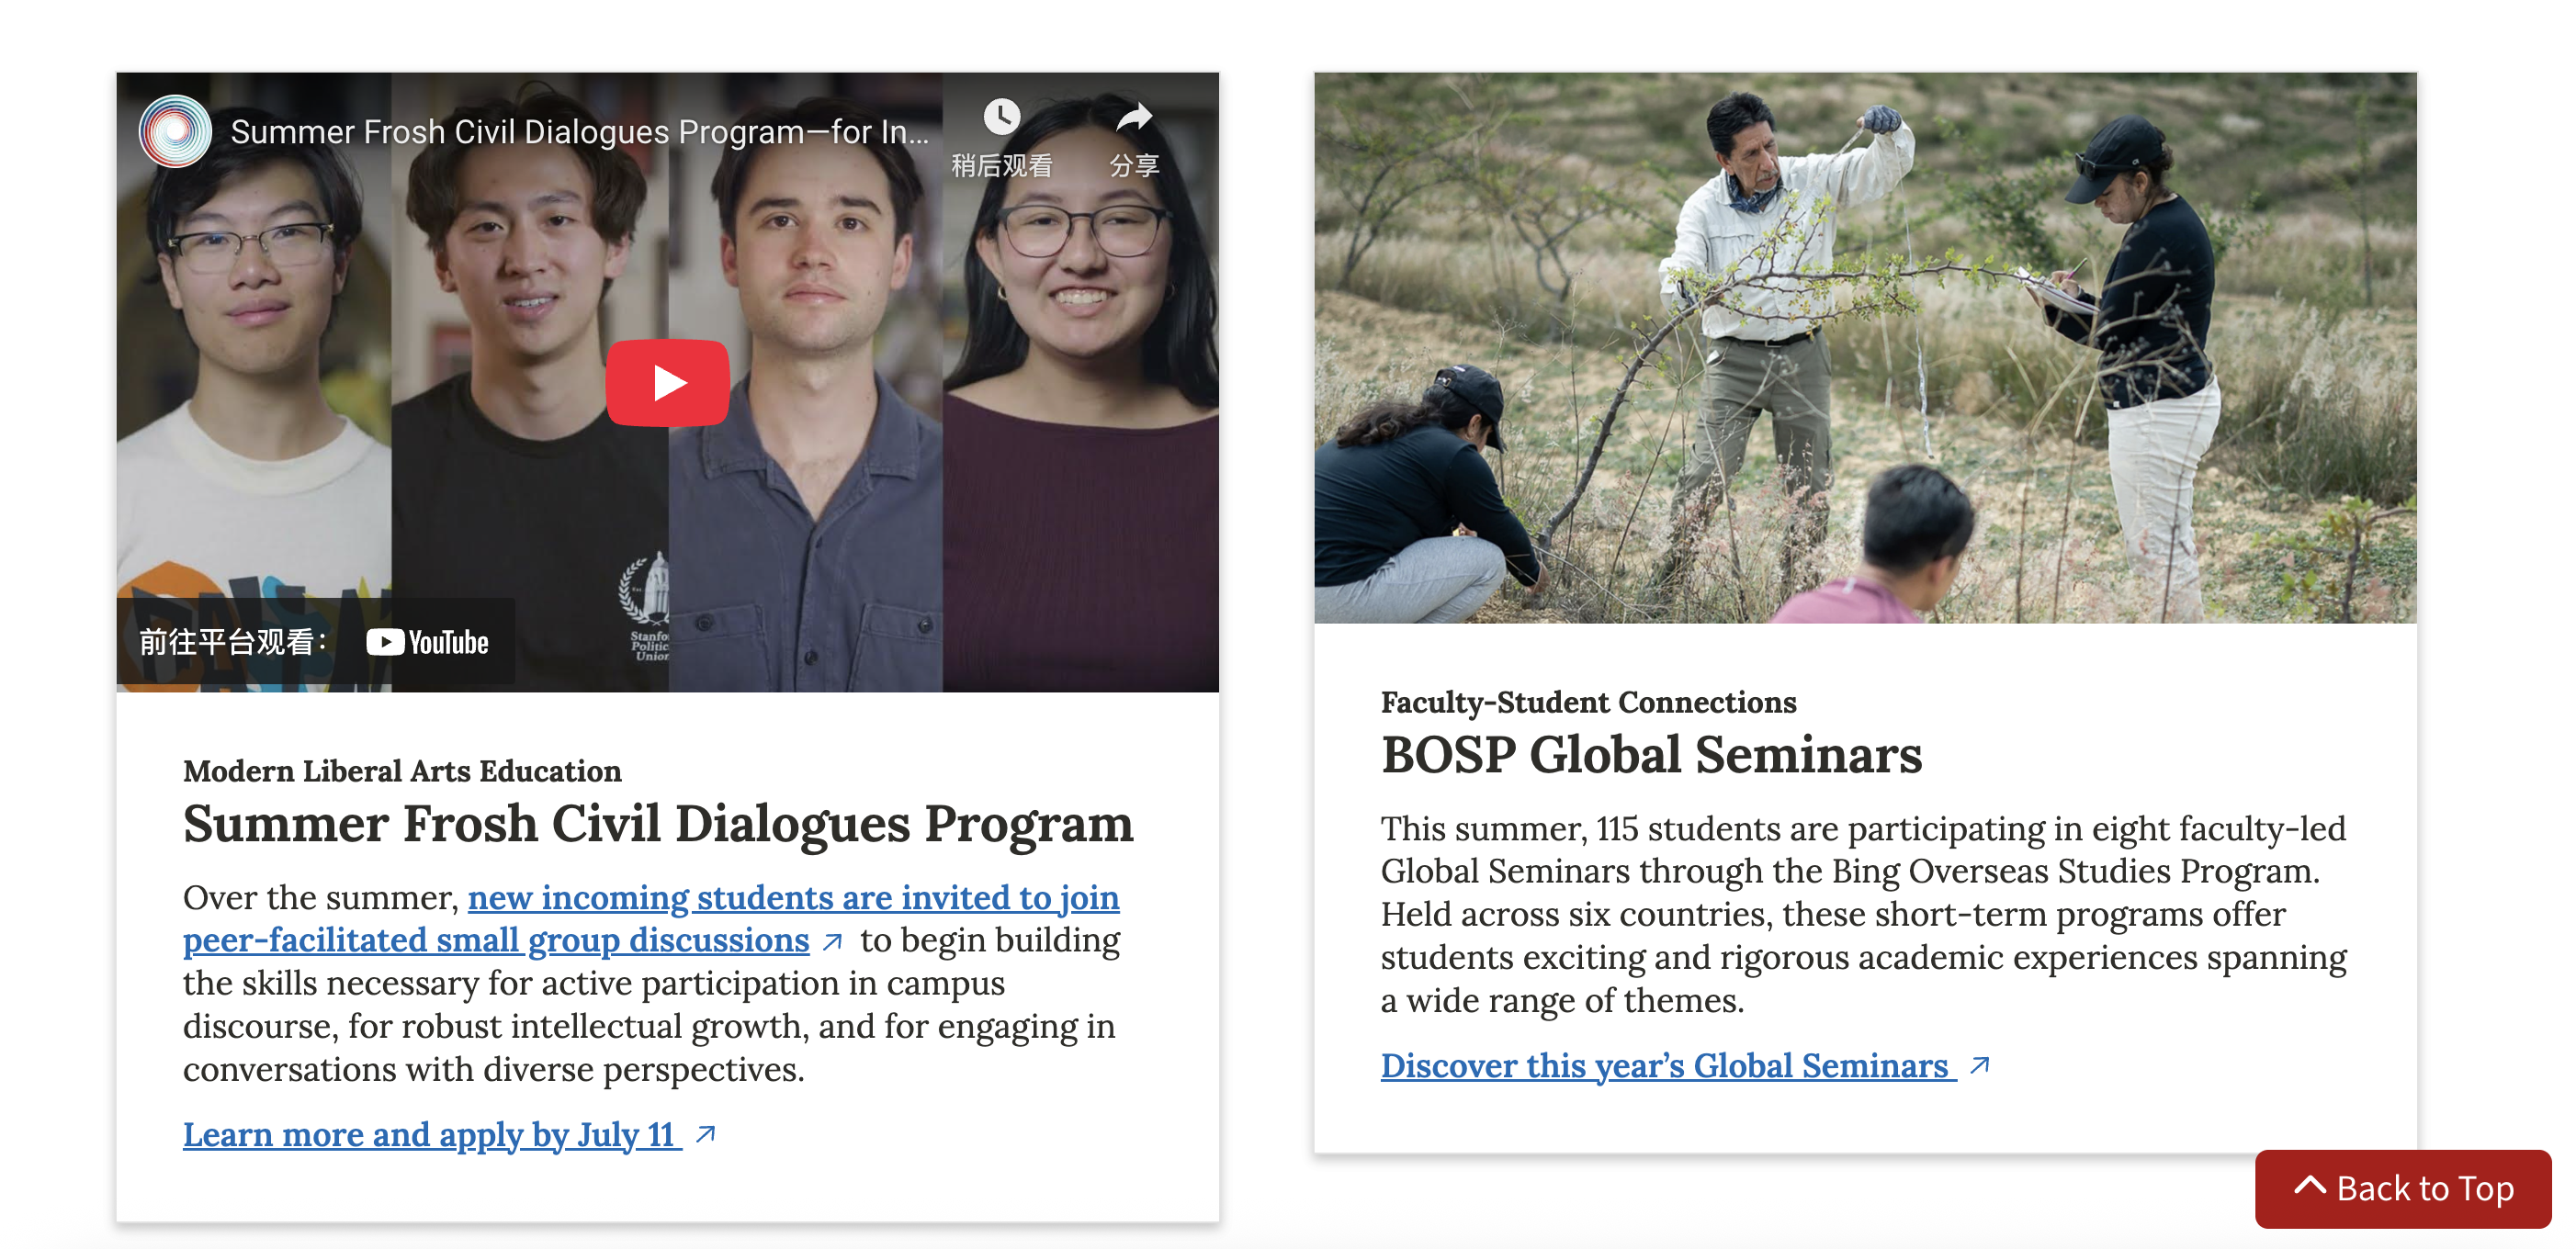 Summer Frosh Civil Dialogues Program—for In...
稍后观看
分享
Stanfo
Politic
Union
前往平台观看：
YouTube
Modern Liberal Arts Education
Summer Frosh Civil Dialogues Program
Over the summer, new incoming students are invited to join
peer-facilitated small group discussions to begin building
the skills necessary for active participation in campus
discourse, for robust intellectual growth, and for engaging in
conversations with diverse perspectives.
Learn more and apply by July 11
Faculty-Student Connections
BOSP Global Seminars
This summer, 115 students are participating in eight faculty-led
Global Seminars through the Bing Overseas Studies Program.
Held across six countries, these short-term programs offer
students exciting and rigorous academic experiences spanning
a wide range of themes.
Discover this year’s Global Seminars
Back to Top